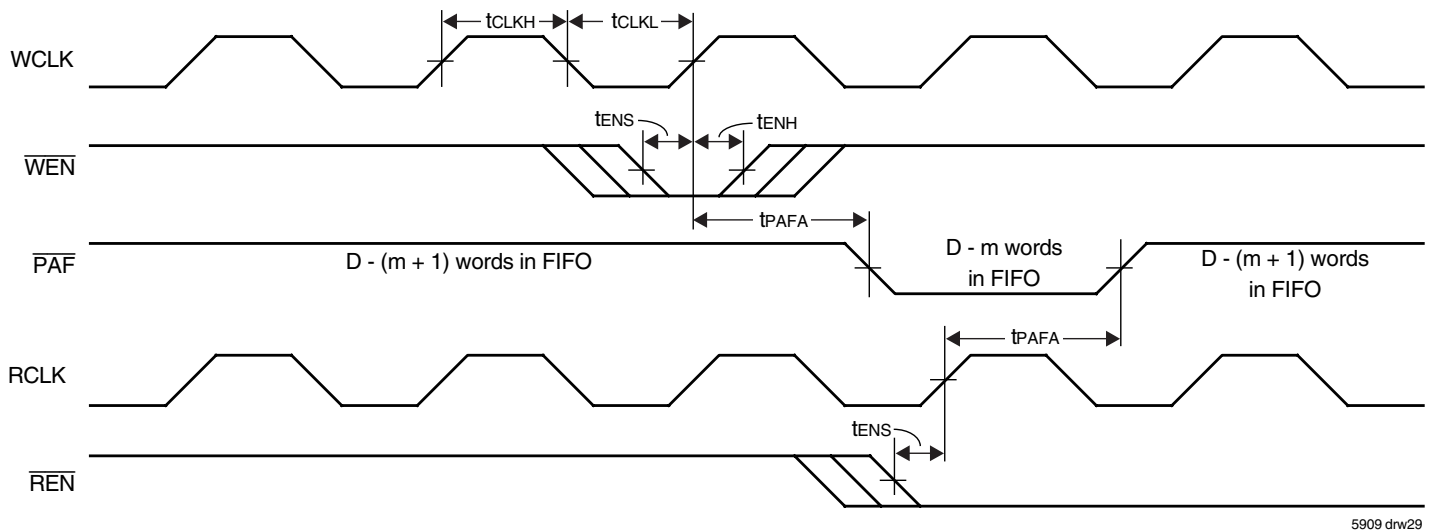 tCLKH tCLKL
WCLK
tENS tENH
WEN
tPAFA
PAF
D - (m + 1) words in FIFO
D - m words
in FIFO
D - (m + 1) words
in FIFO
tPAFA
RCLK
tENS
REN
5909 drw29